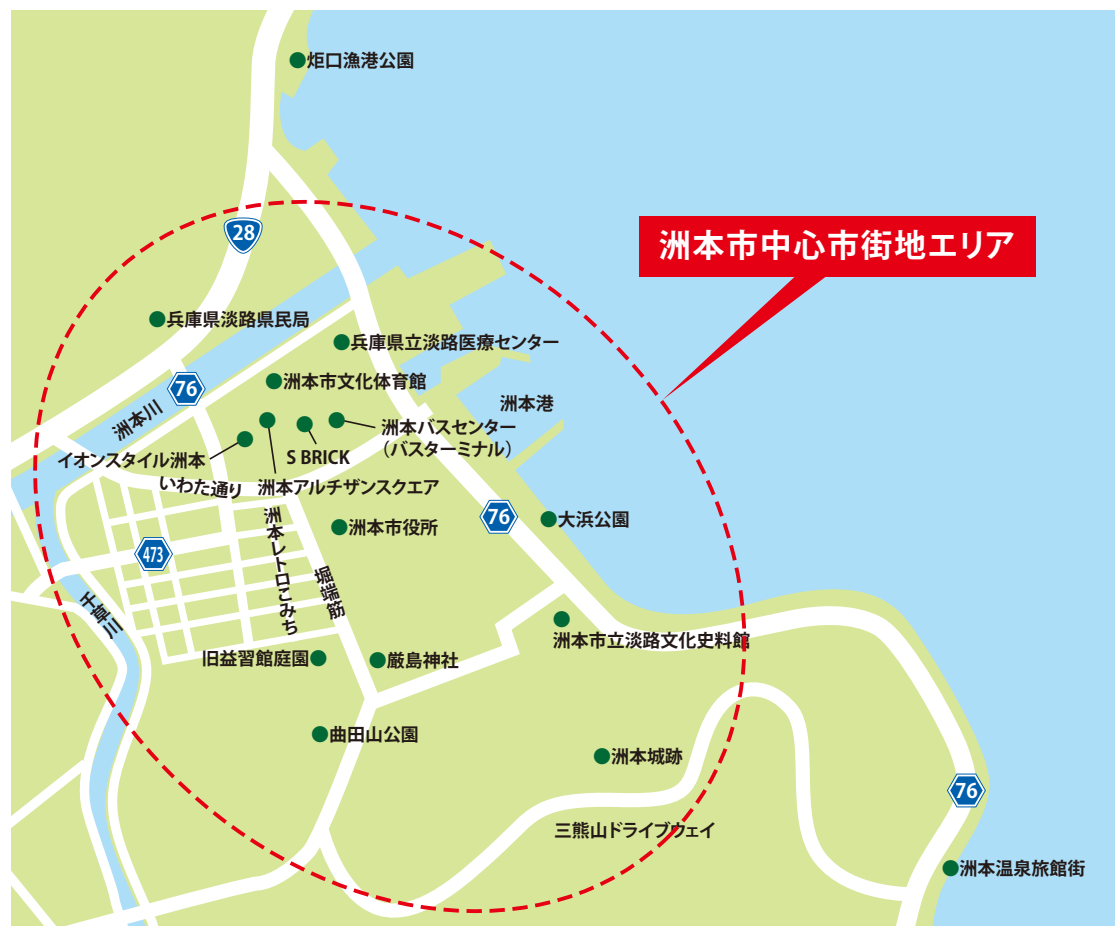 炬口漁港公園
洲本市中心市街地エリア
28
兵庫県淡路県民局
兵庫県立淡路医療センター
76
洲本市文化体育館
洲本川
洲本港
洲本バスセンター
（バスターミナル）
S BRICK
イオンスタイル洲本
いわた通り
洲本アルチザンスクエア
76
大浜公園
洲本市役所
洲本レトロこみち
473
堀端筋
千草川
洲本市立淡路文化史料館
旧益習館庭園
厳島神社
曲田山公園
洲本城跡
76
三熊山ドライブウェイ
洲本温泉旅館街